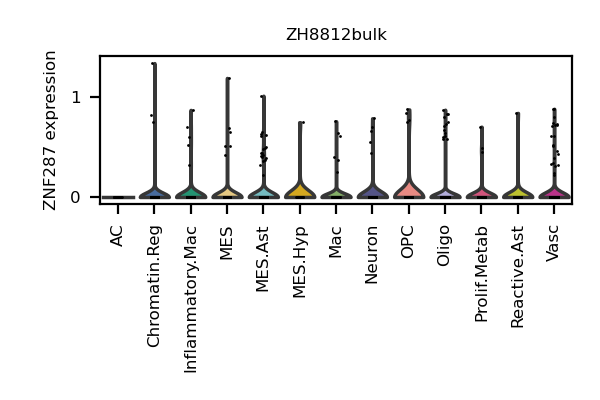 ZH8812bulk
ZNF287 expression
1
0
AC
Chromatin.Reg
Inflammatory.Mac
MES
MES.Ast
MES.Hyp
Mac
Neuron
OPC
Oligo
Prolif.Metab
Reactive.Ast
Vasc